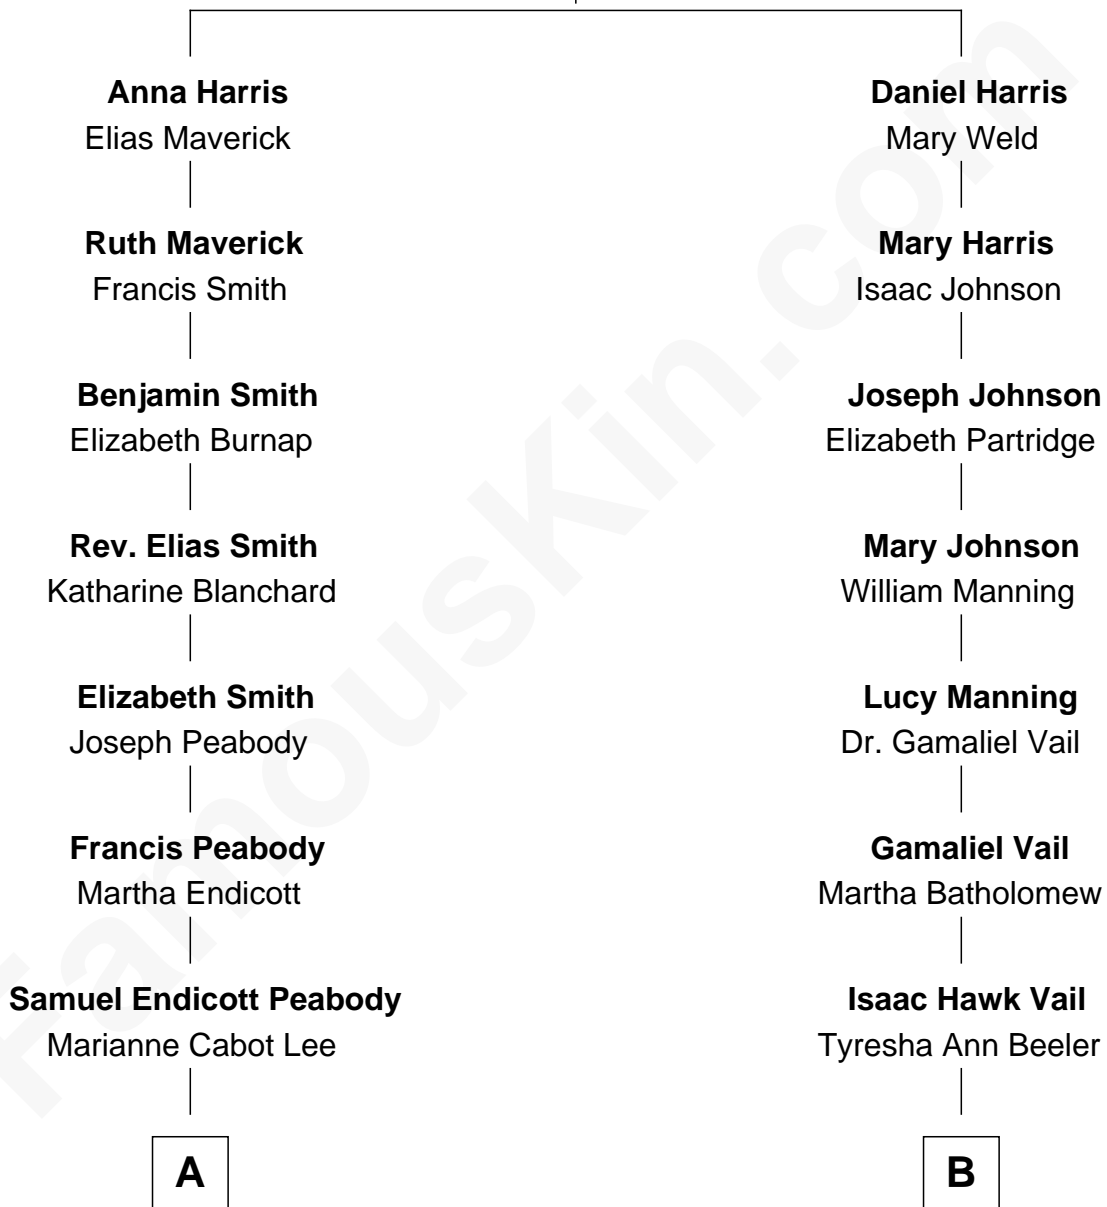 Anna Harris
Elias Maverick
Ruth Maverick
Francis Smith
Benjamin Smith
Elizabeth Burnap
Rev. Elias Smith
Katharine Blanchard
Elizabeth Smith
Joseph Peabody
Francis Peabody
Martha Endicott
Samuel Endicott Peabody
Marianne Cabot Lee
A
Daniel Harris
Mary Weld
Mary Harris
Isaac Johnson
Joseph Johnson
Elizabeth Partridge
Mary Johnson
William Manning
Lucy Manning
Dr. Gamaliel Vail
Gamaliel Vail
Martha Batholomew
Isaac Hawk Vail
Tyresha Ann Beeler
B
FamousKin.com